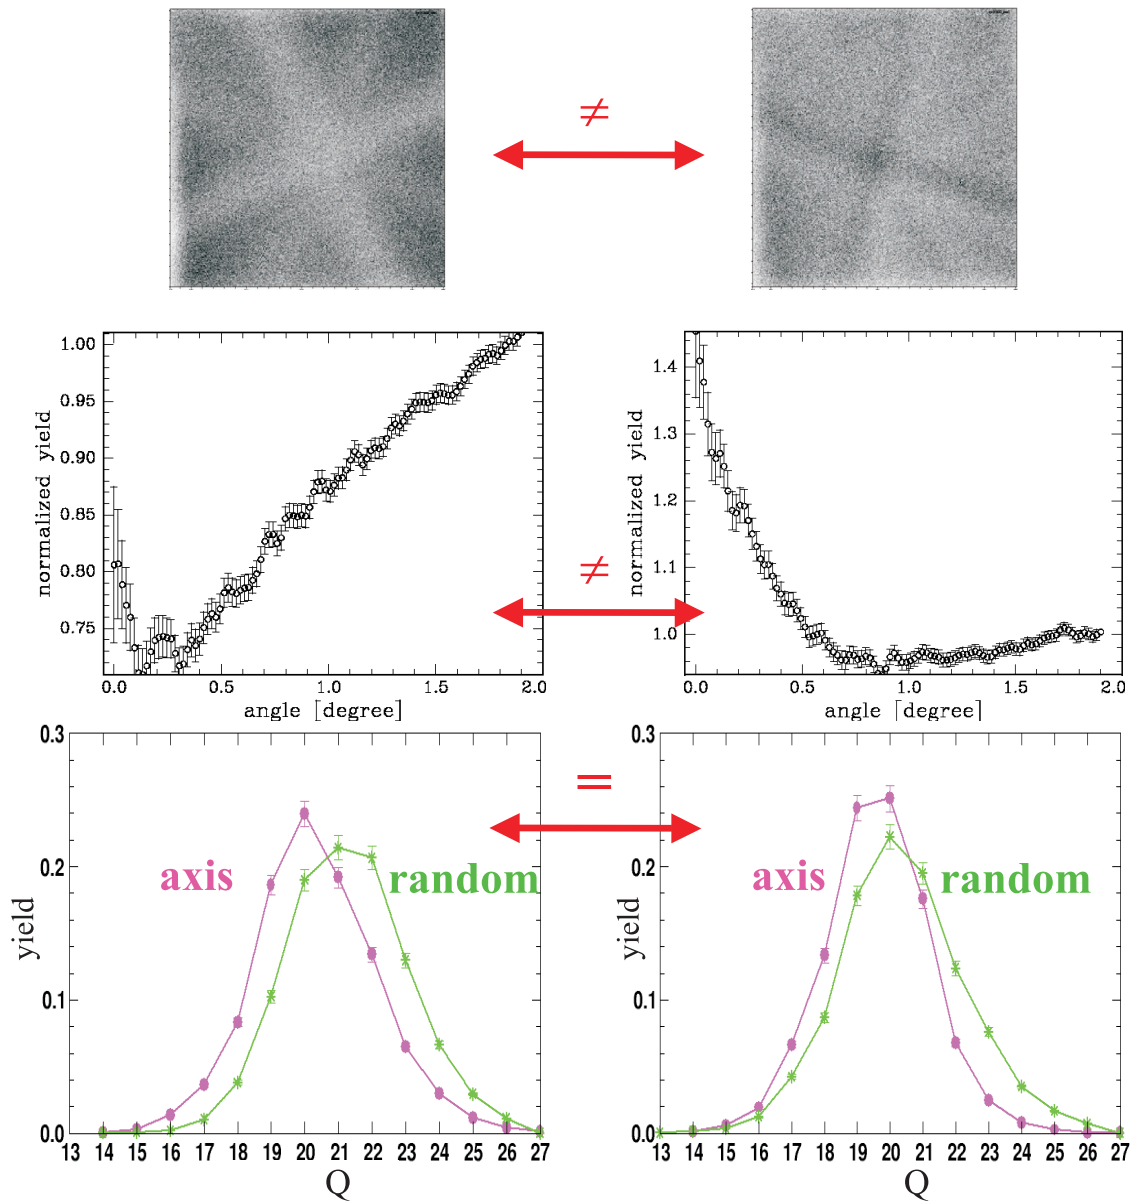 ≠
1.00
0.95
0.90
0.85
0.80
0.75
normalized yield
0.0 0.5 1.0 1.5 2.0
angle [degree]
≠
1.4
1.3
1.2
1.1
1.0
normalized yield
0.0 0.5 1.0 1.5 2.0
angle [degree]
0.3
0.2
0.1
0.0
yield
axis
random
13 14 15 16 17 18 19 20 21 22 23 24 25 26 27
Q
=
0.3
0.2
0.1
0.0
yield
axis
random
13 14 15 16 17 18 19 20 21 22 23 24 25 26 27
Q